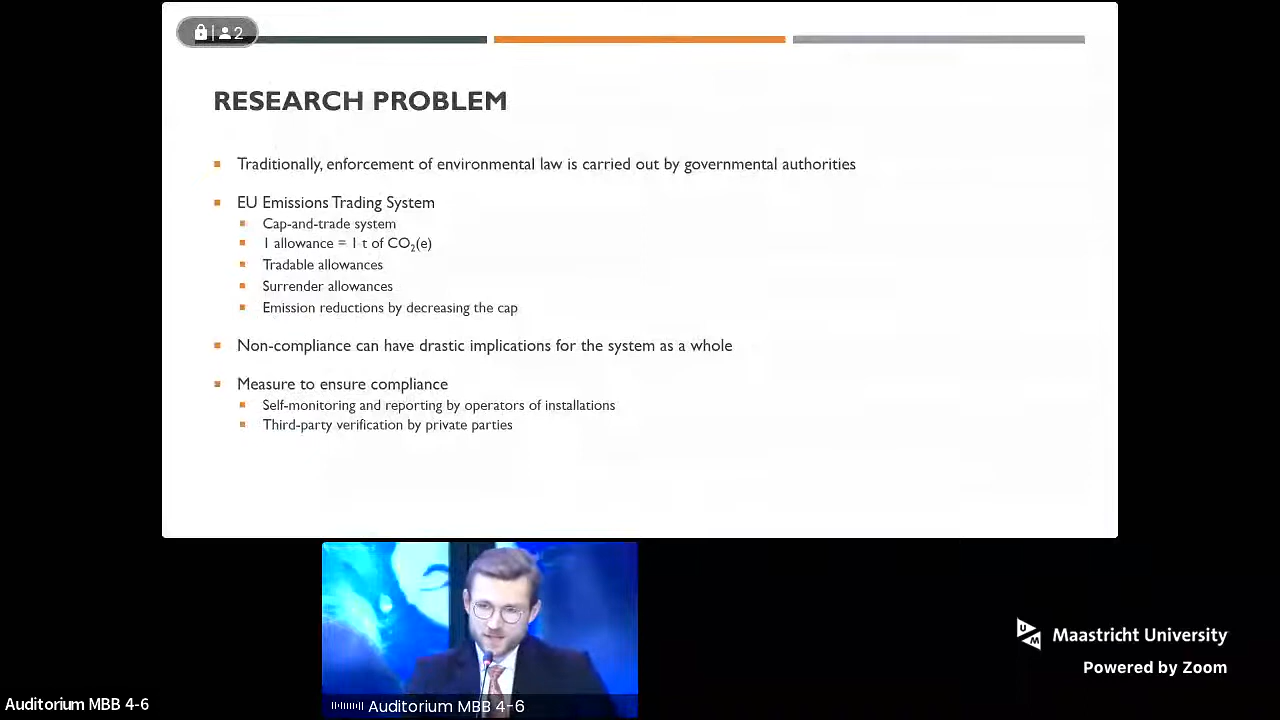 2
RESEARCH PROBLEM
Traditionally, enforcement of environmental law is carried out by governmental authorities
EU Emissions Trading System
Cap-and-trade system
1 allowance = 1 t of CO₂(e)
Tradable allowances
Surrender allowances
Emission reductions by decreasing the cap
Non-compliance can have drastic implications for the system as a whole
Measure to ensure compliance
Self-monitoring and reporting by operators of installations
Third-party verification by private parties
UM Maastricht University
Powered by Zoom
Auditorium MBB 4-6
Auditorium MBB 4-6